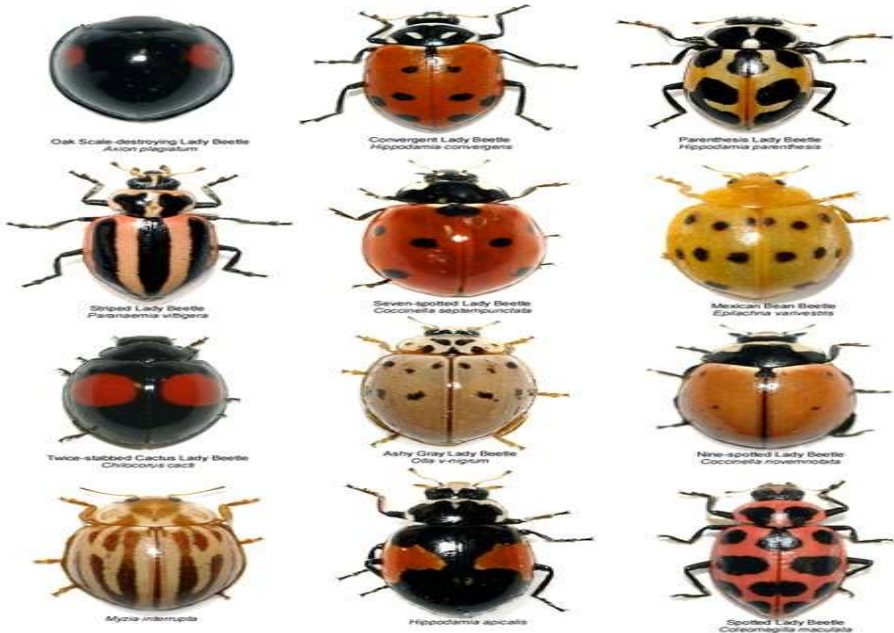 Oak Scale-destroying Lady Beetle
Axion plagiatum
Convergent Lady Beetle
Hippodamia convergens
Parenthesis Lady Beetle
Hippodamia parenthesis
Striped Lady Beetle
Paranaemia vittigera
Seven-spotted Lady Beetle
Coccinella septempunctata
Mexican Bean Beetle
Epilachna varivestris
Twice-stabbed Cactus Lady Beetle
Chilocorus cacti
Ashy Gray Lady Beetle
Olla v-nigrum
Nine-spotted Lady Beetle
Coccinella novemnotata
Myzia interrupta
Hippodamia apicalis
Spotted Lady Beetle
Coleomegilla maculata